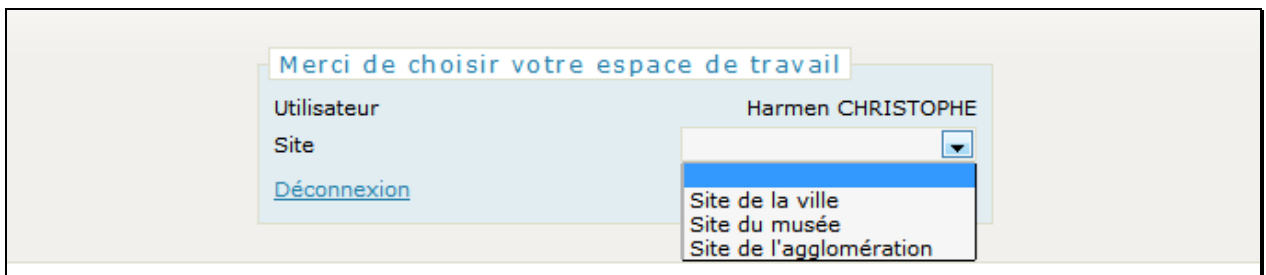 Merci de choisir votre espace de travail
Utilisateur Harmen CHRISTOPHE
Site
Déconnexion
Site de la ville
Site du musée
Site de l'agglomération